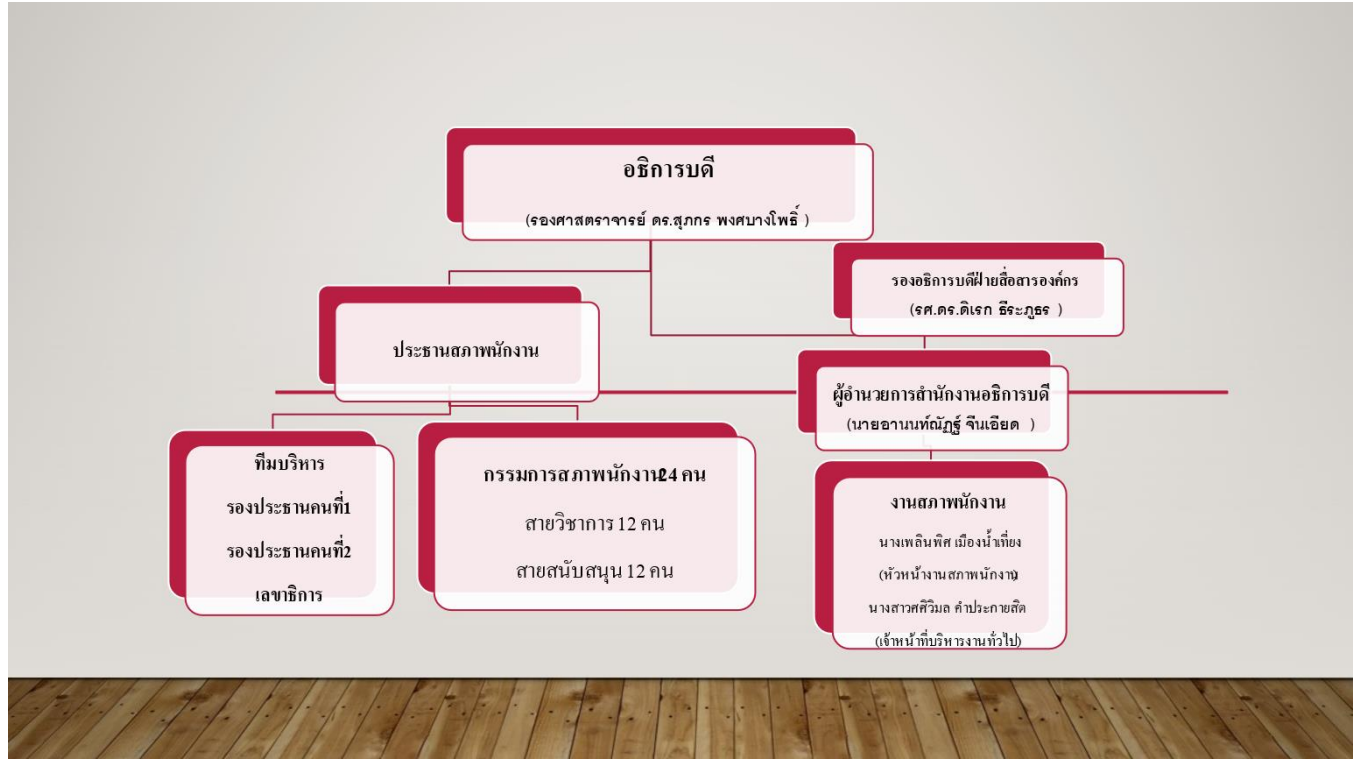 อธิการบดี
(รองศาสตราจารย์ ดร.สุภกร พงศบางโพธิ์ )
รองอธิการบดีฝ่ายสื่อสารองค์กร
(รศ.ดร.ดิเรก ธีระภูธร )
ประธานสภาพนักงาน
ผู้อำนวยการสำนักงานอธิการบดี
(นายอานนท์ณัฏฐ์ จีนเอียด )
ทีมบริหาร
รองประธานคนที่1
รองประธานคนที่2
เลขาธิการ
กรรมการสภาพนักงาน24 คน
สายวิชาการ 12 คน
สายสนับสนุน 12 คน
งานสภาพนักงาน
นางเพลินพิศ เมืองน้ำเที่ยง
(หัวหน้างานสภาพนักงาน)
นางสาวศศิวิมล คำประกายสิต
(เจ้าหน้าที่บริหารงานทั่วไป)